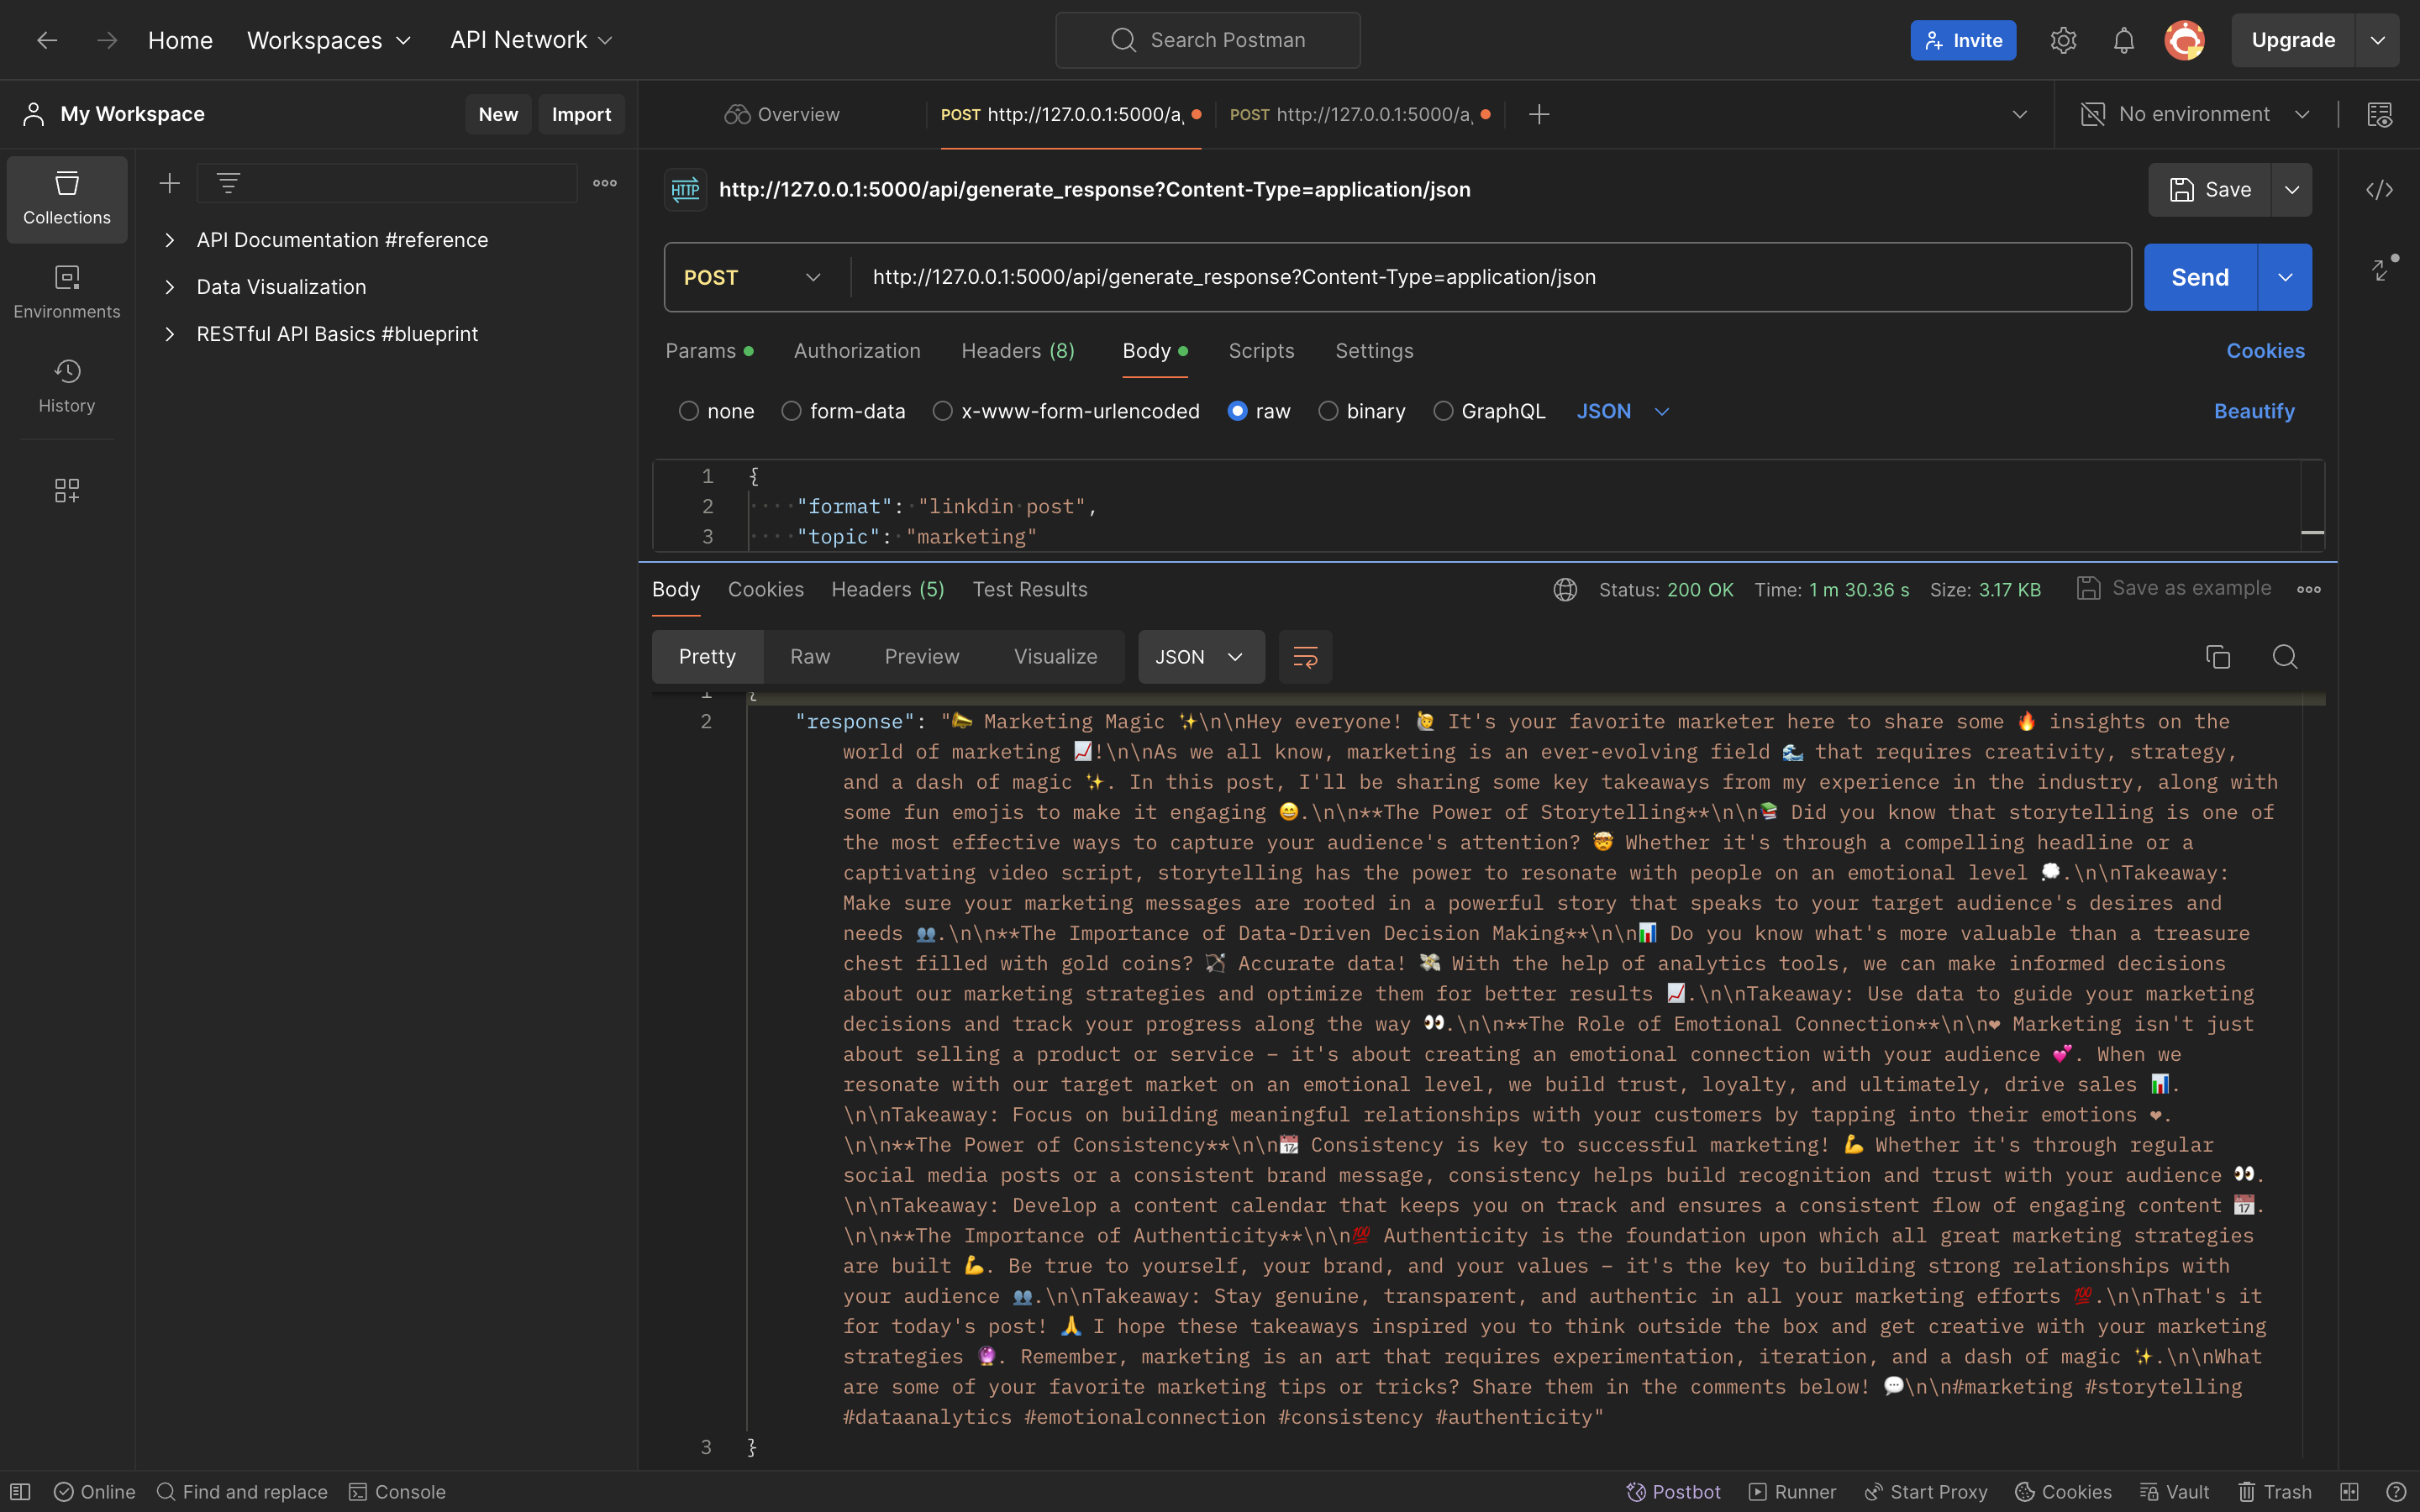 Home Workspaces API Network Search Postman Invite Upgrade
My Workspace New Import Overview POST http://127.0.0.1:5000/a POST http://127.0.0.1:5000/a No environment
Collections
Environments
History
API Documentation #reference
Data Visualization
RESTful API Basics #blueprint
HTTP http://127.0.0.1:5000/api/generate_response?Content-Type=application/json Save
POST http://127.0.0.1:5000/api/generate_response?Content-Type=application/json Send
Params Authorization Headers (8) Body Scripts Settings Cookies
none form-data x-www-form-urlencoded raw binary GraphQL JSON Beautify
1 {
2 "format": "linkdin post",
3 "topic": "marketing"
Body Cookies Headers (5) Test Results Status: 200 OK Time: 1 m 30.36 s Size: 3.17 KB Save as example
Pretty Raw Preview Visualize JSON
1 {
2 "response": "📣 Marketing Magic ✨\n\nHey everyone! 🙋 It's your favorite marketer here to share some 🔥 insights on the
world of marketing 📈!\n\nAs we all know, marketing is an ever-evolving field 🌊 that requires creativity, strategy,
and a dash of magic ✨. In this post, I'll be sharing some key takeaways from my experience in the industry, along with
some fun emojis to make it engaging 😄.\n\n**The Power of Storytelling**\n\n📚 Did you know that storytelling is one of
the most effective ways to capture your audience's attention? 🤯 Whether it's through a compelling headline or a
captivating video script, storytelling has the power to resonate with people on an emotional level 💭.\n\nTakeaway:
Make sure your marketing messages are rooted in a powerful story that speaks to your target audience's desires and
needs 👥.\n\n**The Importance of Data-Driven Decision Making**\n\n📊 Do you know what's more valuable than a treasure
chest filled with gold coins? 🏹 Accurate data! 💸 With the help of analytics tools, we can make informed decisions
about our marketing strategies and optimize them for better results 📈.\n\nTakeaway: Use data to guide your marketing
decisions and track your progress along the way 👀.\n\n**The Role of Emotional Connection**\n\n❤ Marketing isn't just
about selling a product or service – it's about creating an emotional connection with your audience 💕. When we
resonate with our target market on an emotional level, we build trust, loyalty, and ultimately, drive sales 📊.
\n\nTakeaway: Focus on building meaningful relationships with your customers by tapping into their emotions ❤.
\n\n**The Power of Consistency**\n\n📆 Consistency is key to successful marketing! 💪 Whether it's through regular
social media posts or a consistent brand message, consistency helps build recognition and trust with your audience 👀.
\n\nTakeaway: Develop a content calendar that keeps you on track and ensures a consistent flow of engaging content 📅.
\n\n**The Importance of Authenticity**\n\n💯 Authenticity is the foundation upon which all great marketing strategies
are built 💪. Be true to yourself, your brand, and your values – it's the key to building strong relationships with
your audience 👥.\n\nTakeaway: Stay genuine, transparent, and authentic in all your marketing efforts 💯.\n\nThat's it
for today's post! 🙏 I hope these takeaways inspired you to think outside the box and get creative with your marketing
strategies 🔮. Remember, marketing is an art that requires experimentation, iteration, and a dash of magic ✨.\n\nWhat
are some of your favorite marketing tips or tricks? Share them in the comments below! 💬\n\n#marketing #storytelling
#dataanalytics #emotionalconnection #consistency #authenticity"
3 }
Online Find and replace Console Postbot Runner Start Proxy Cookies Vault Trash